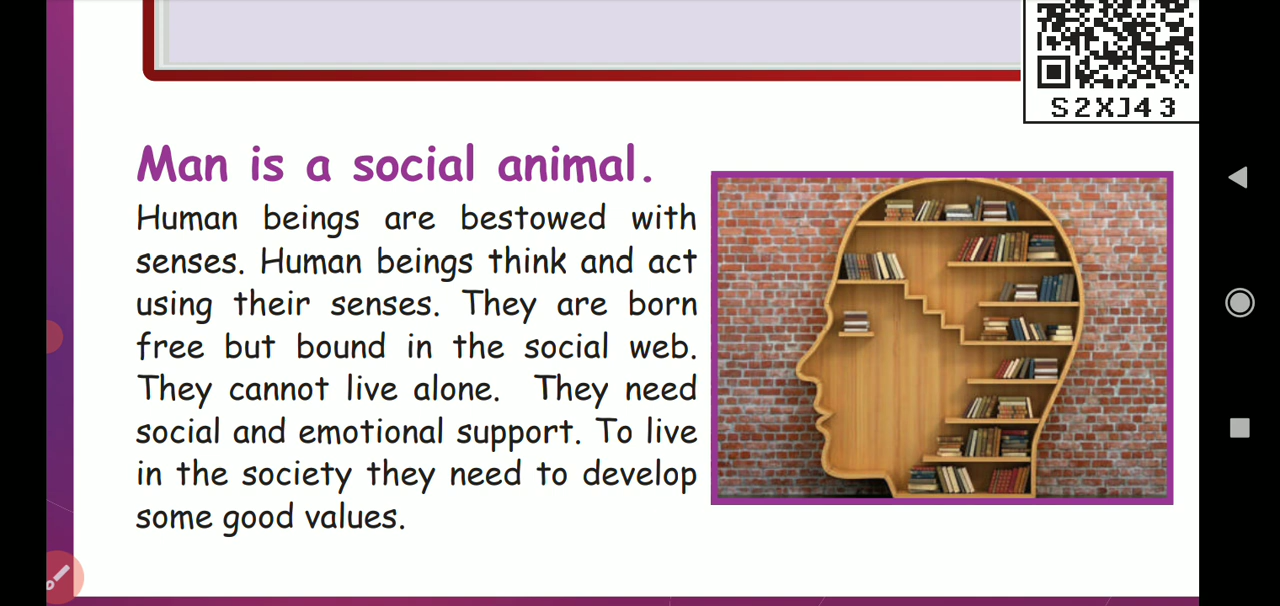 S2XJ43
Man is a social animal.
Human beings are bestowed with
senses. Human beings think and act
using their senses. They are born
free but bound in the social web.
They cannot live alone. They need
social and emotional support. To live
in the society they need to develop
some good values.